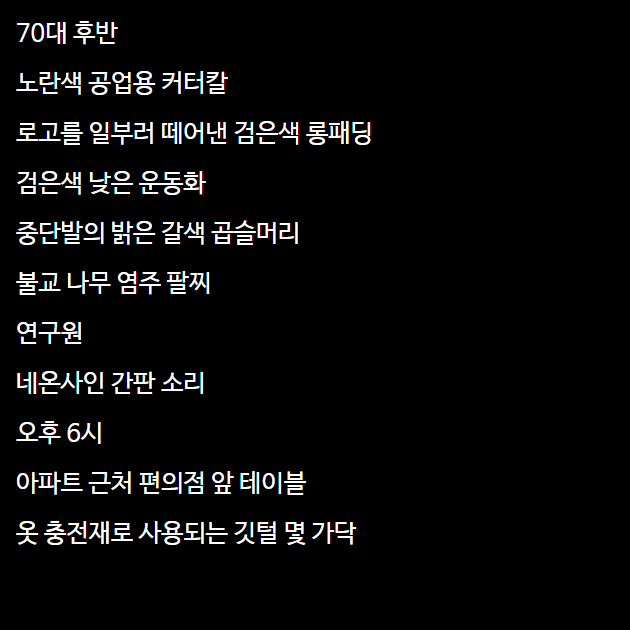 70대 후반
노란색 공업용 커터칼
로고를 일부러 떼어낸 검은색 롱패딩
검은색 낮은 운동화
중단발의 밝은 갈색 곱슬머리
불교 나무 염주 팔찌
연구원
네온사인 간판 소리
오후 6시
아파트 근처 편의점 앞 테이블
옷 충전재로 사용되는 깃털 몇 가닥